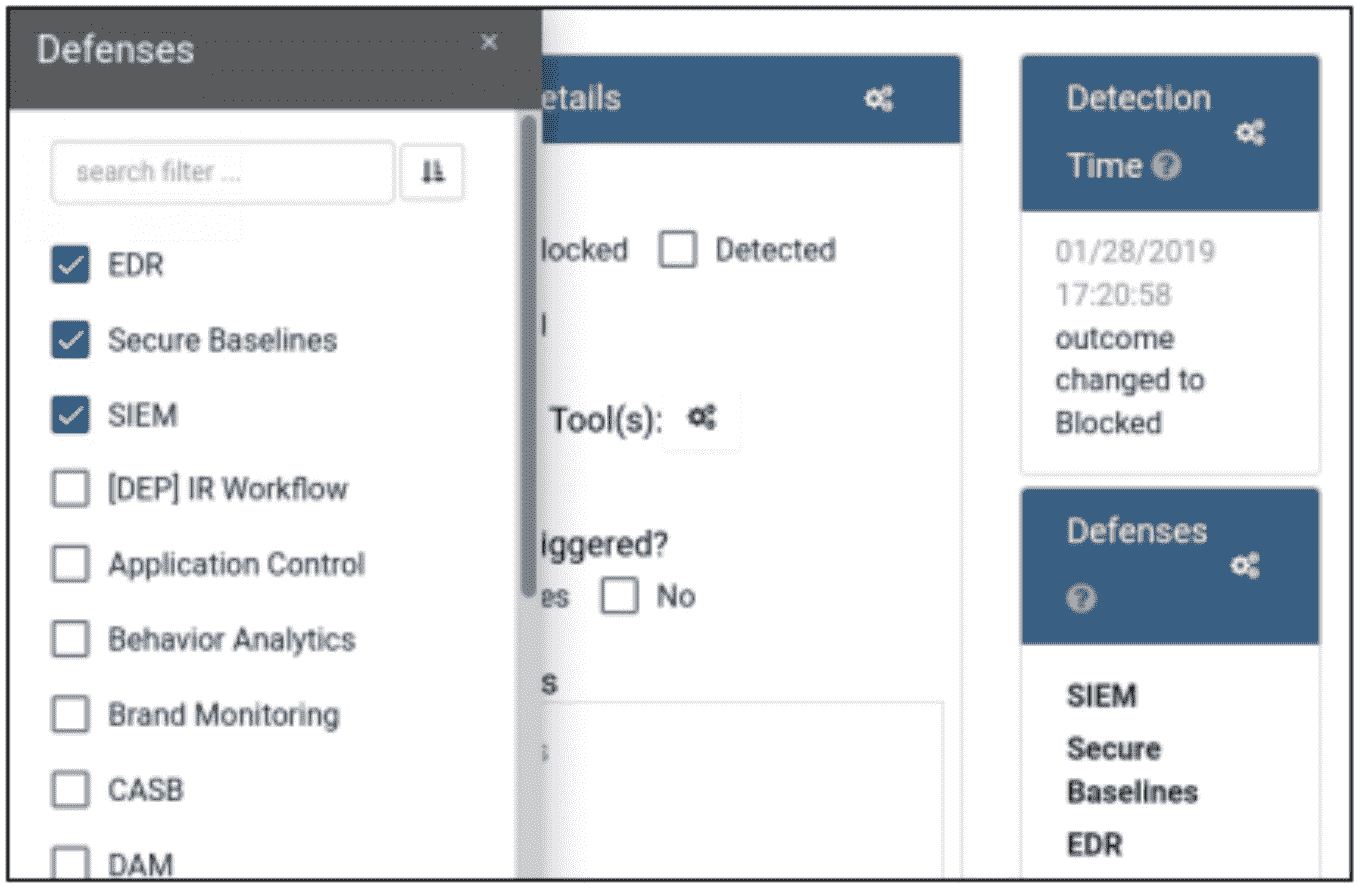 Defenses
×
search filter ...
EDR
Secure Baselines
SIEM
[DEP] IR Workflow
Application Control
Behavior Analytics
Brand Monitoring
CASB
DAM
etails
locked Detected
l
Tool(s):
iggered?
es No
s
Detection
Time ?
01/28/2019
17:20:58
outcome
changed to
Blocked
Defenses
?
SIEM
Secure
Baselines
EDR